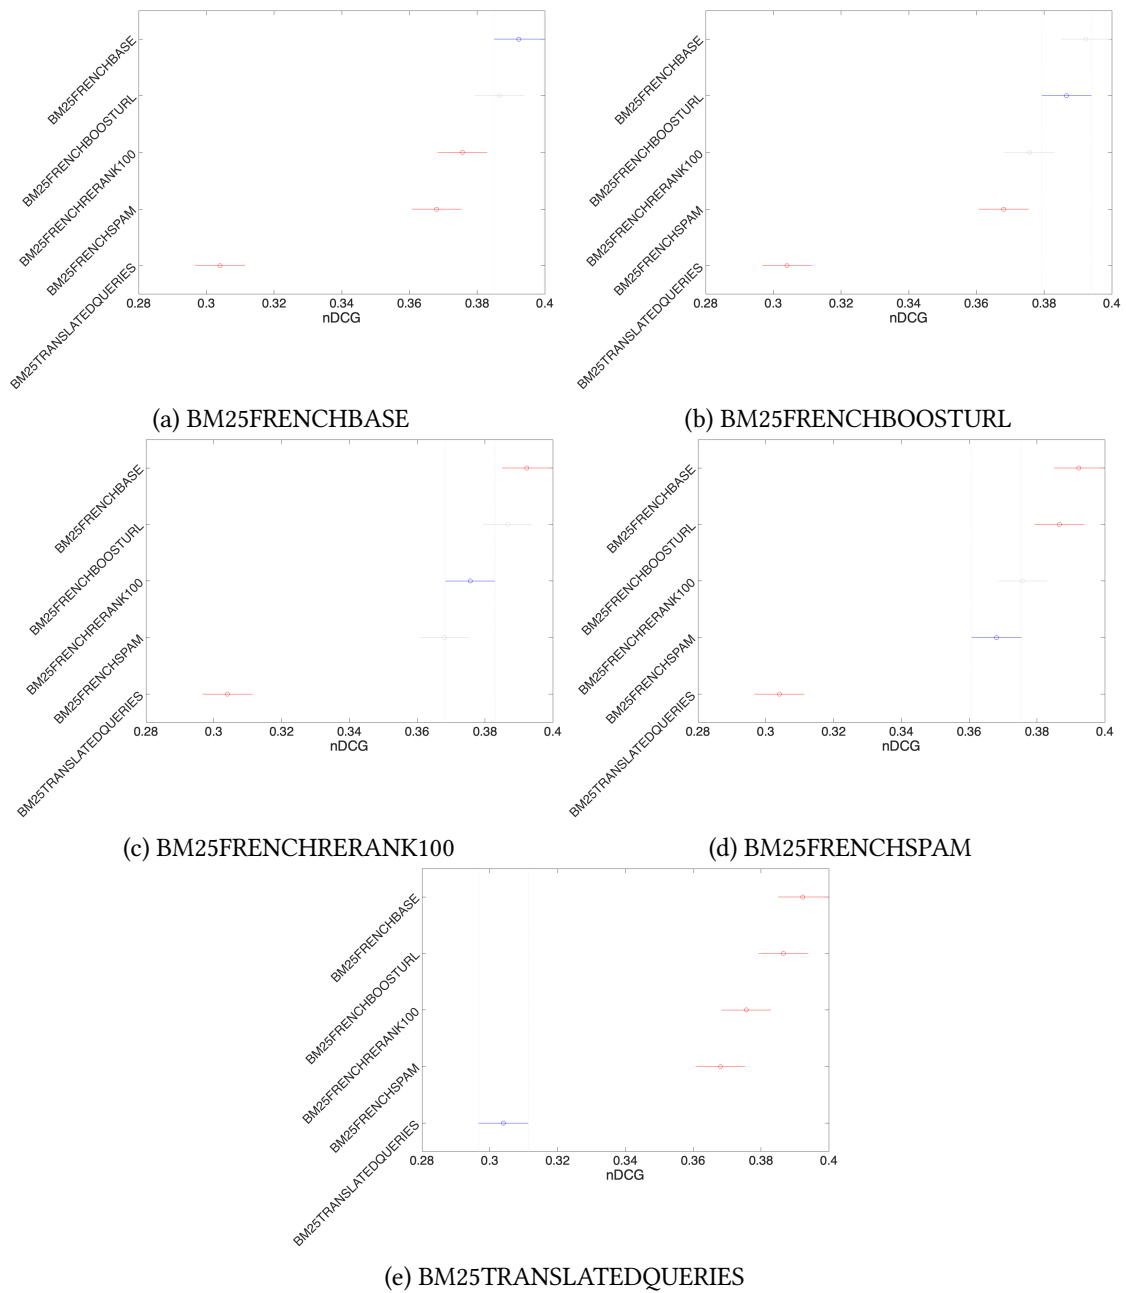 BM25FRENCHBASE
BM25FRENCHBOOSTURL
BM25FRENCHRERANK100
BM25FRENCHSPAM
BM25TRANSLATEDQUERIES
0.28 0.3 0.32 0.34 0.36 0.38 0.4
nDCG
(a) BM25FRENCHBASE
BM25FRENCHBASE
BM25FRENCHBOOSTURL
BM25FRENCHRERANK100
BM25FRENCHSPAM
BM25TRANSLATEDQUERIES
0.28 0.3 0.32 0.34 0.36 0.38 0.4
nDCG
(b) BM25FRENCHBOOSTURL
BM25FRENCHBASE
BM25FRENCHBOOSTURL
BM25FRENCHRERANK100
BM25FRENCHSPAM
BM25TRANSLATEDQUERIES
0.28 0.3 0.32 0.34 0.36 0.38 0.4
nDCG
(c) BM25FRENCHRERANK100
BM25FRENCHBASE
BM25FRENCHBOOSTURL
BM25FRENCHRERANK100
BM25FRENCHSPAM
BM25TRANSLATEDQUERIES
0.28 0.3 0.32 0.34 0.36 0.38 0.4
nDCG
(d) BM25FRENCHSPAM
BM25FRENCHBASE
BM25FRENCHBOOSTURL
BM25FRENCHRERANK100
BM25FRENCHSPAM
BM25TRANSLATEDQUERIES
0.28 0.3 0.32 0.34 0.36 0.38 0.4
nDCG
(e) BM25TRANSLATEDQUERIES